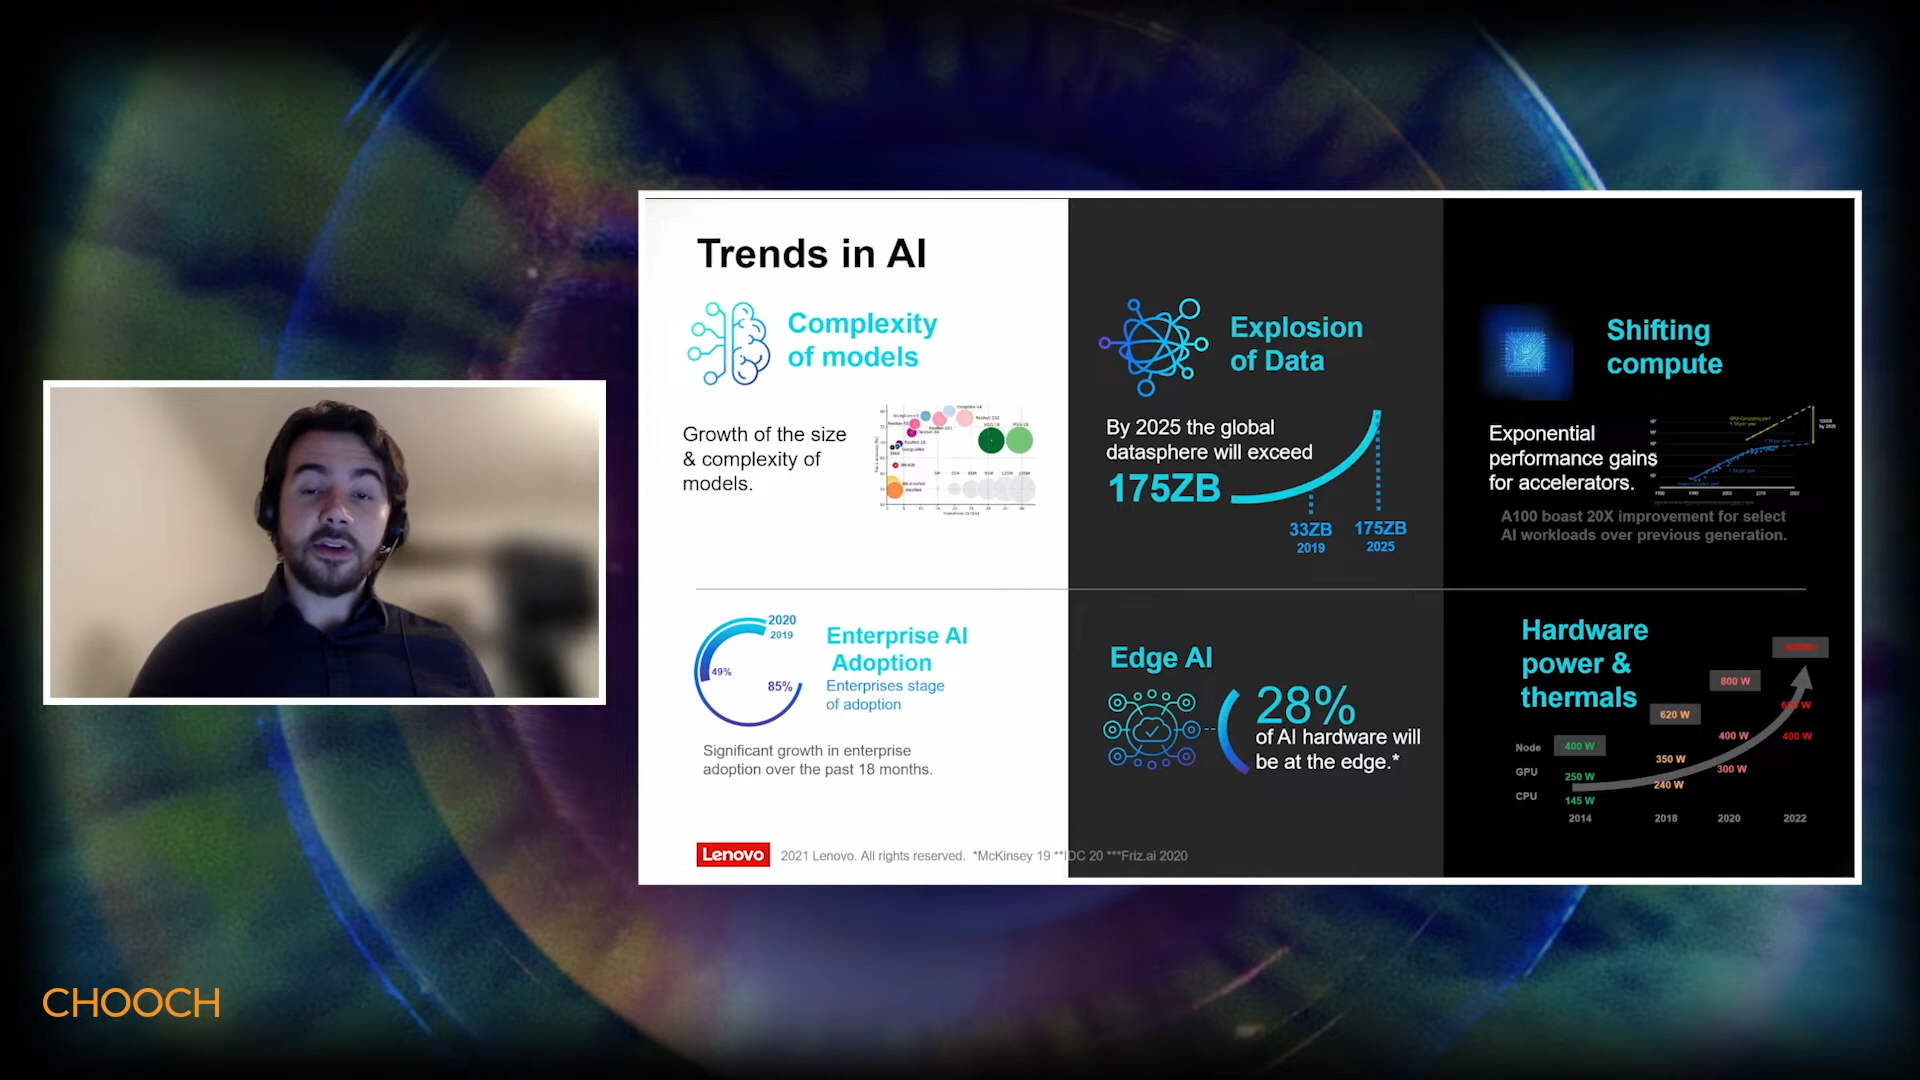 Trends in AI
Complexity
of models
Growth of the size
& complexity of
models.
Explosion
of Data
By 2025 the global
datasphere will exceed
175ZB
33ZB
2019
175ZB
2025
Shifting
compute
Exponential
performance gains
for accelerators.
A100 boast 20X improvement for select
AI workloads over previous generation.
2020
2019
49%
85%
Enterprise AI
Adoption
Enterprises stage
of adoption
Significant growth in enterprise
adoption over the past 18 months.
Edge AI
28%
of AI hardware will
be at the edge.*
Hardware
power &
thermals
800 W
620 W
Node
400 W
400 W
400 W
GPU
250 W
350 W
300 W
CPU
145 W
240 W
2014
2018
2020
2022
Lenovo
2021 Lenovo. All rights reserved. *McKinsey 19 **IDC 20 ***Friz.ai 2020
CHOOCH